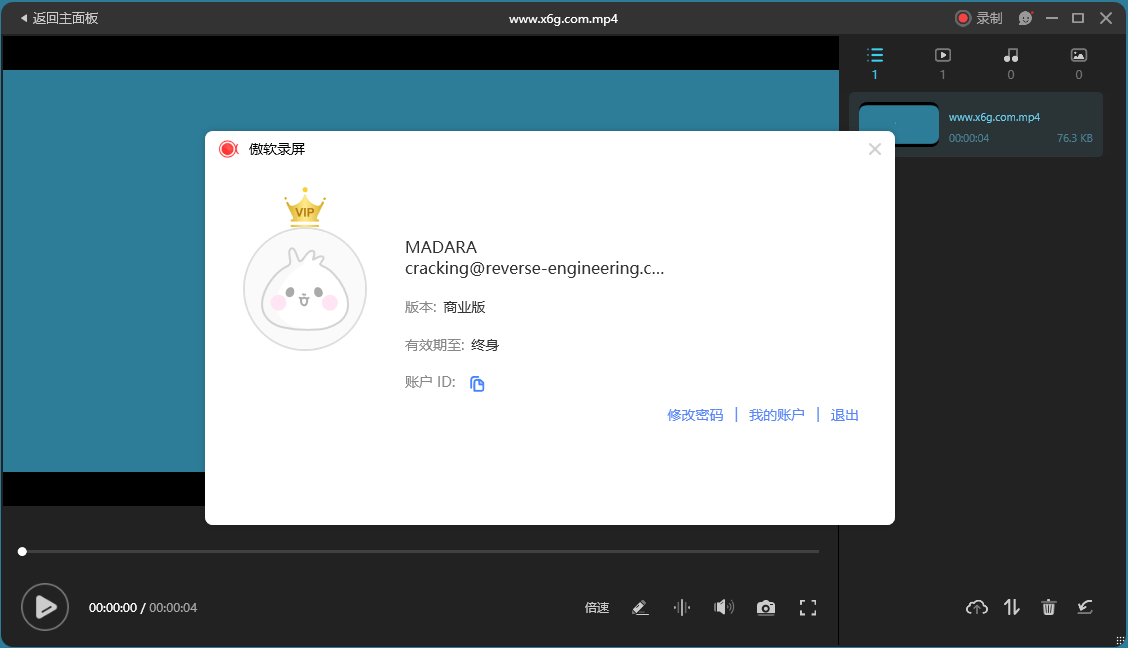 返回主面板
www.x6g.com.mp4
录制
1
1
0
0
www.x6g.com.mp4
00:00:04
76.3 KB
傲软录屏
VIP
MADARA
cracking@reverse-engineering.c...
版本: 商业版
有效期至: 终身
账户 ID:
修改密码 | 我的账户 | 退出
00:00:00 / 00:00:04
倍速